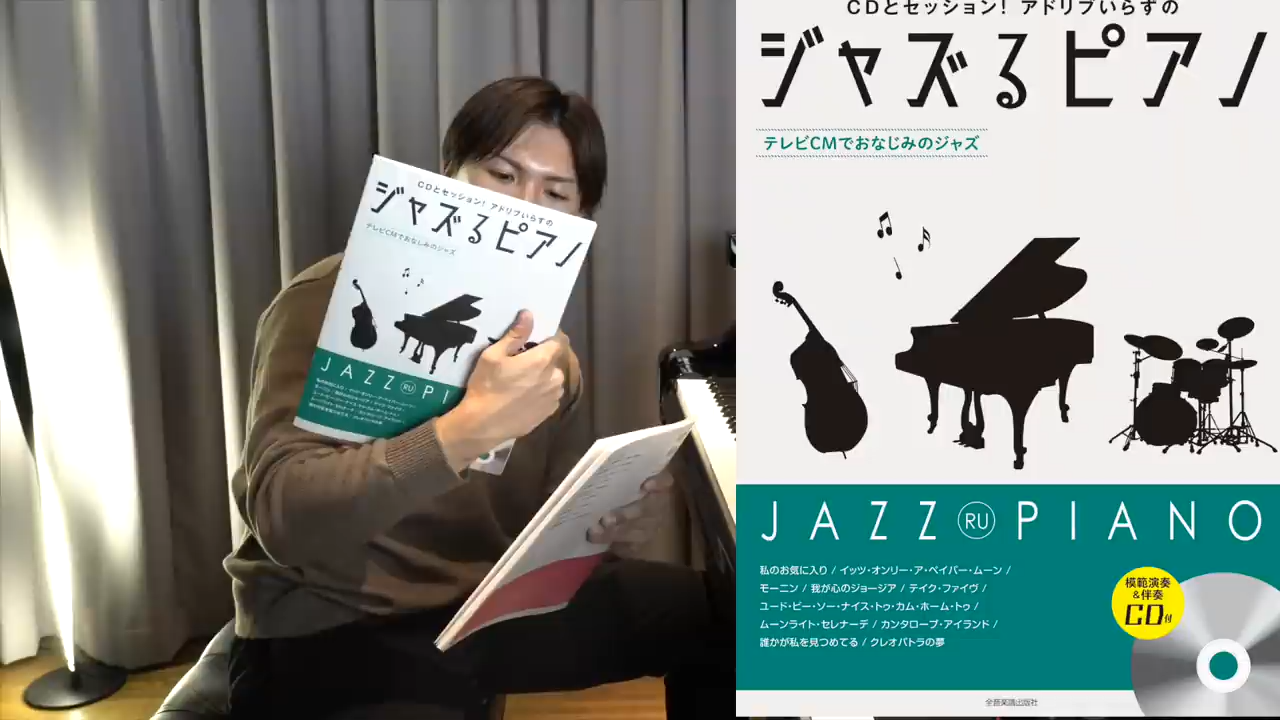 CDとセッション! アドリブいらずの
ジャズるピアノ
テレビCMでおなじみのジャズ
JAZZ RU PI
CDとセッション! アドリブいらずの
ジャズるピアノ
テレビCMでおなじみのジャズ
JAZZ RU PIANO
私のお気に入り / イッツ・オンリー・ア・ペイパー・ムーン /
モーニン / 我が心のジョージア / テイク・ファイヴ /
ユード・ビー・ソー・ナイス・トゥ・カム・ホーム・トゥ /
ムーンライト・セレナーデ / カンタロープ・アイランド /
誰かが私を見つめてる / クレオパトラの夢
模範演奏
&伴奏
CD付
全音楽譜出版社